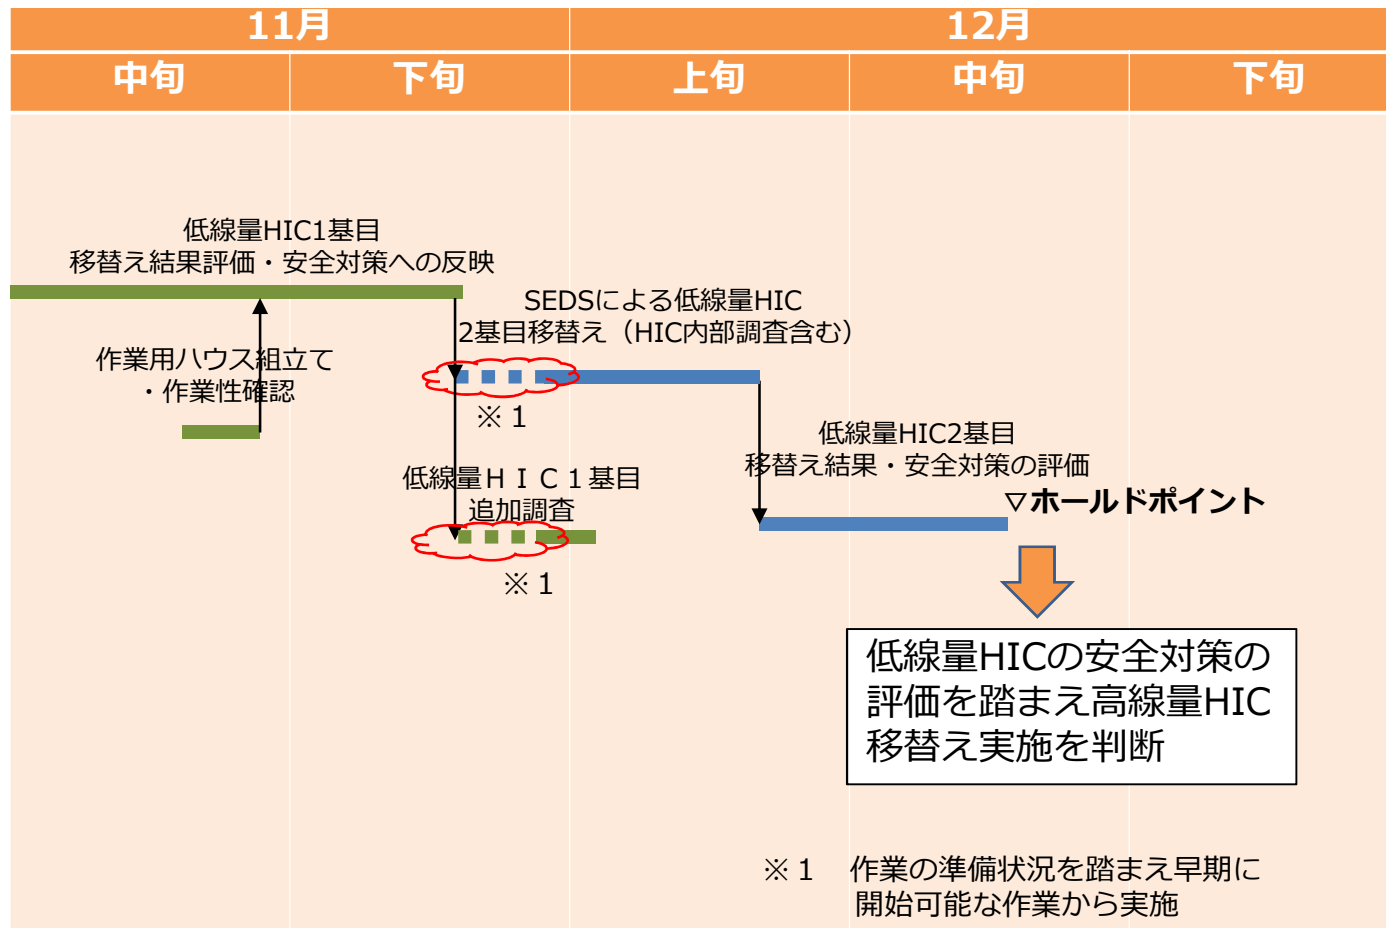 11月
12月
中旬
下旬
上旬
中旬
下旬
低線量HIC1基目
移替え結果評価・安全対策への反映
SEDSによる低線量HIC
2基目移替え（HIC内部調査含む）
作業用ハウス組立て
・作業性確認
※１
低線量HIC2基目
移替え結果・安全対策の評価
低線量ＨＩＣ１基目
追加調査
▽ホールドポイント
※１
低線量HICの安全対策の
評価を踏まえ高線量HIC
移替え実施を判断
※１　作業の準備状況を踏まえ早期に
開始可能な作業から実施